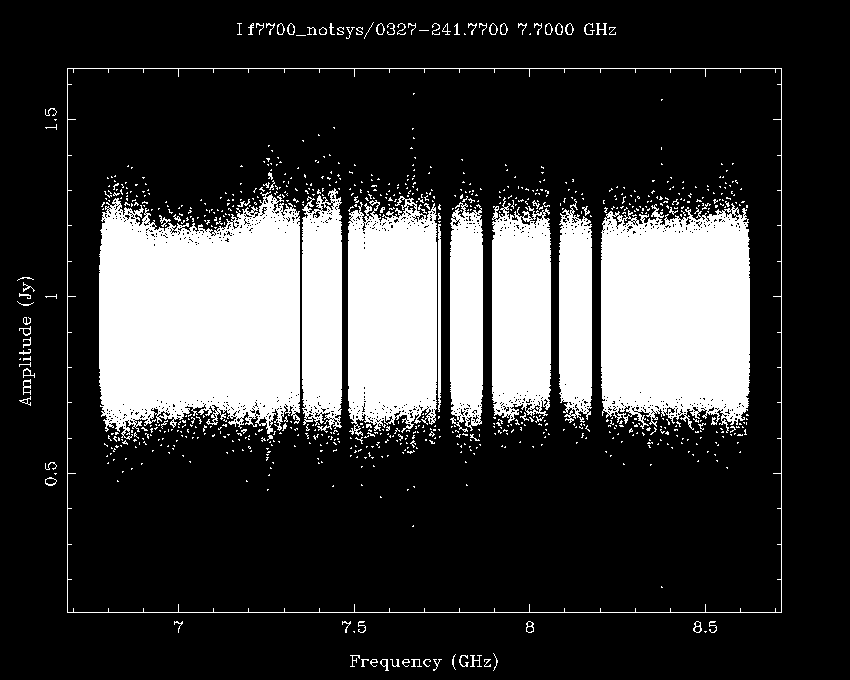 I f7700_notsys/0327-241.7700 7.7000 GHz
1.5
1
0.5
Amplitude (Jy)
7 7.5 8 8.5
Frequency (GHz)